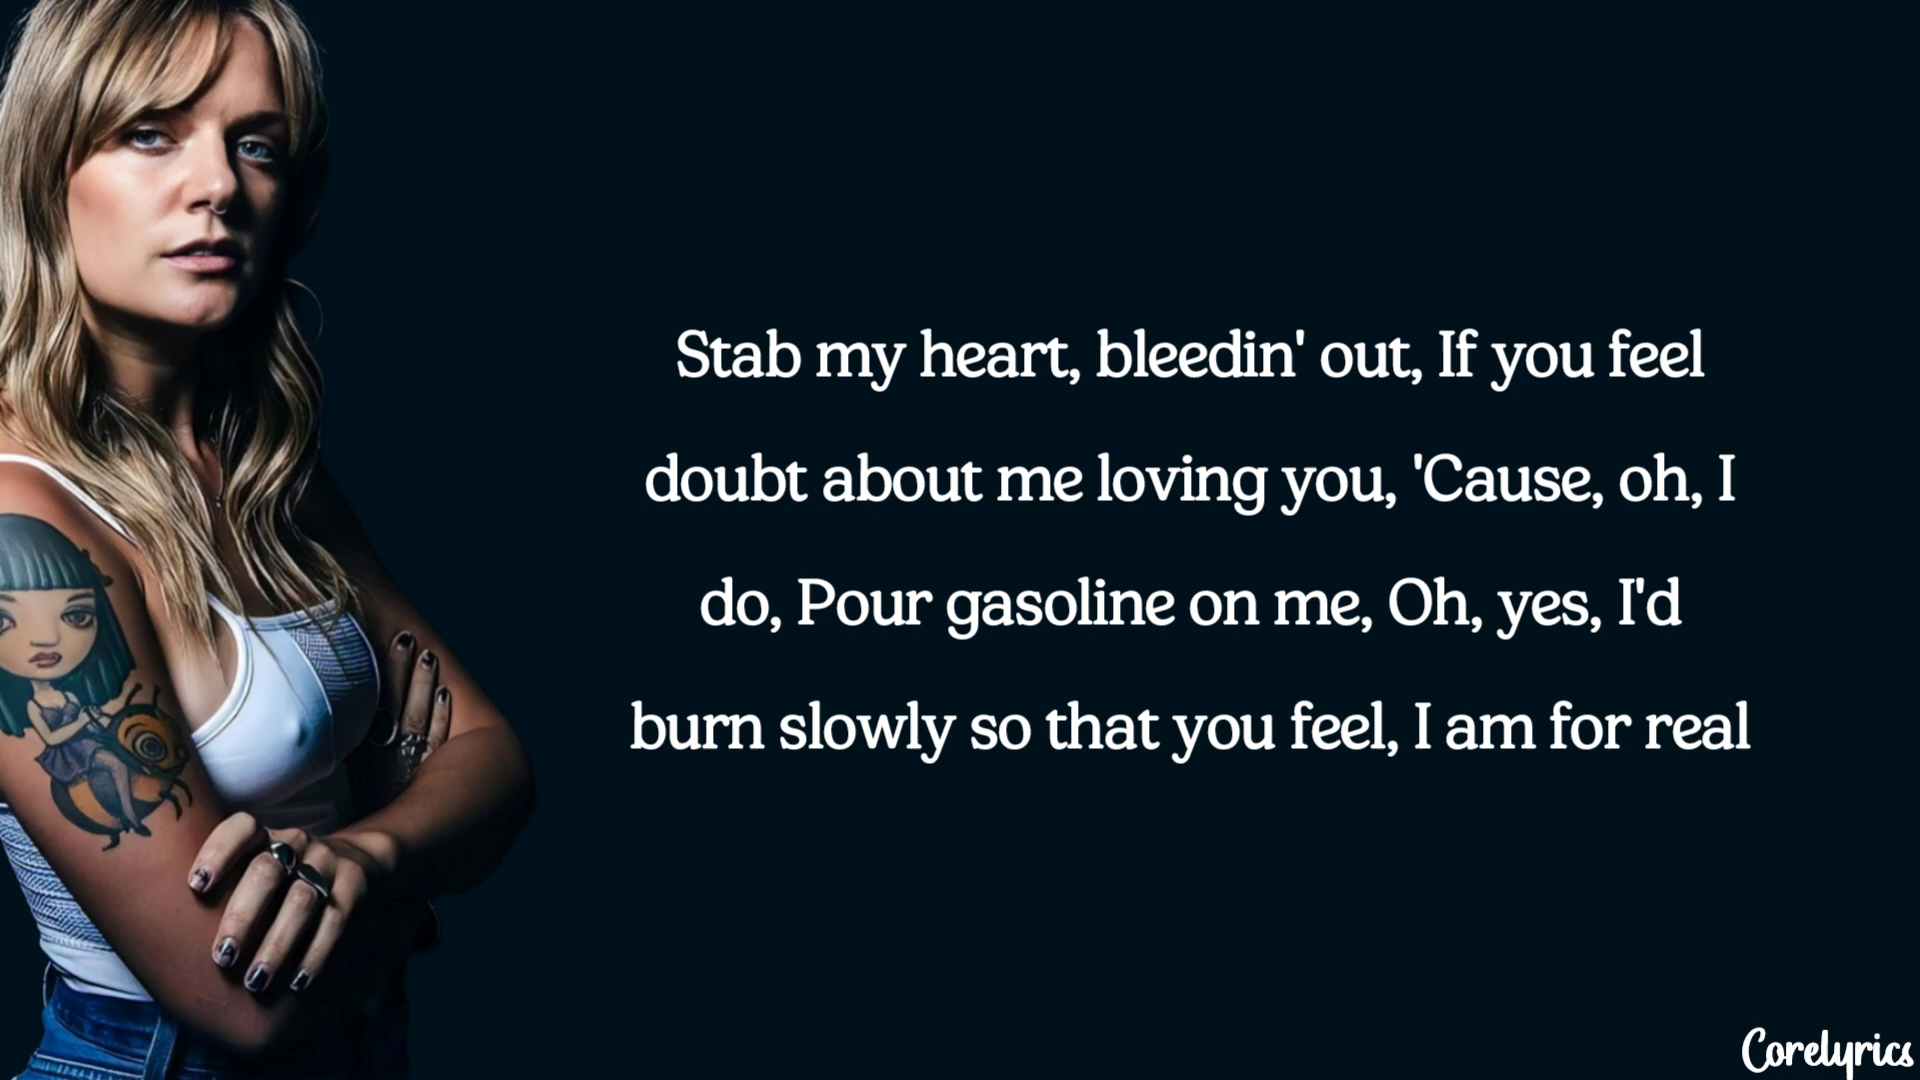 Stab my heart, bleedin' out, If you feel
doubt about me loving you, 'Cause, oh, I
do, Pour gasoline on me, Oh, yes, I'd
burn slowly so that you feel, I am for real
Corelyrics